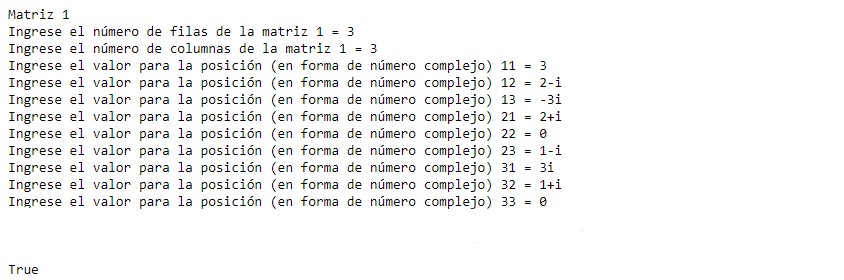 Matriz 1
Ingrese el número de filas de la matriz 1 = 3
Ingrese el número de columnas de la matriz 1 = 3
Ingrese el valor para la posición (en forma de número complejo) 11 = 3
Ingrese el valor para la posición (en forma de número complejo) 12 = 2-i
Ingrese el valor para la posición (en forma de número complejo) 13 = -3i
Ingrese el valor para la posición (en forma de número complejo) 21 = 2+i
Ingrese el valor para la posición (en forma de número complejo) 22 = 0
Ingrese el valor para la posición (en forma de número complejo) 23 = 1-i
Ingrese el valor para la posición (en forma de número complejo) 31 = 3i
Ingrese el valor para la posición (en forma de número complejo) 32 = 1+i
Ingrese el valor para la posición (en forma de número complejo) 33 = 0
True